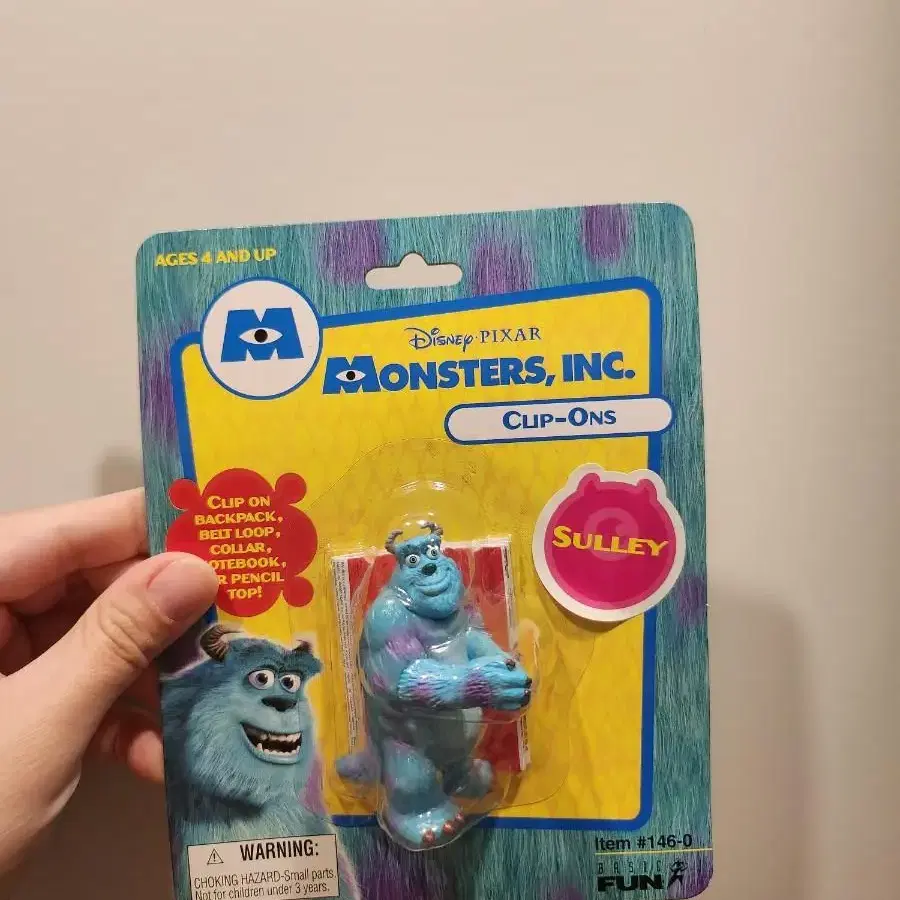 AGES 4 AND UP
M
DISNEY·PIXAR
MONSTERS, INC.
CLIP-ONS
CLIP ON
BACKPACK,
BELT LOOP,
COLLAR,
OTEBOOK,
R PENCIL
TOP!
SULLEY
Item #146-0
BASIC
FUN
WARNING:
CHOKING HAZARD-Small parts.
Not for children under 3 years.